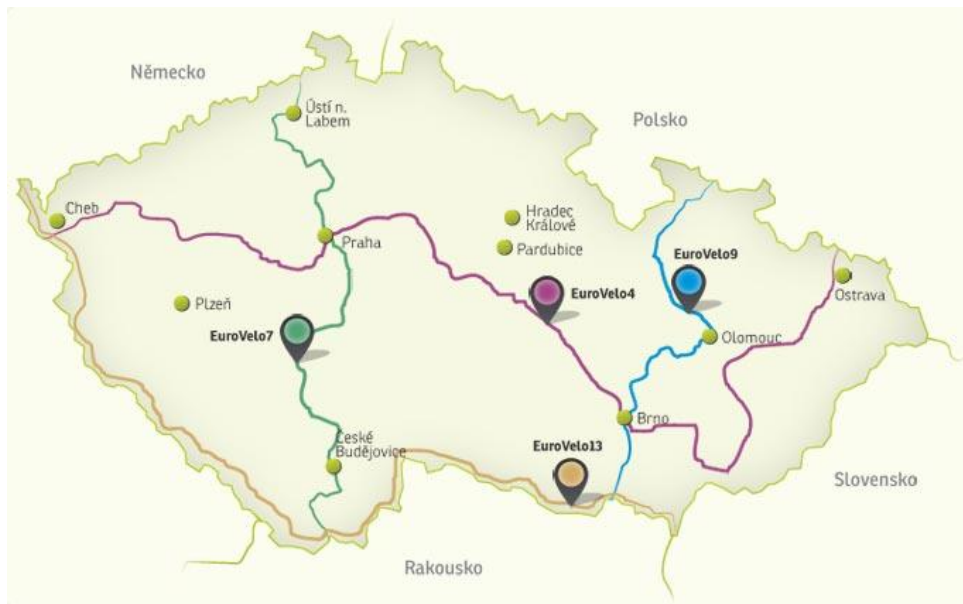 Německo
Ústí n.
Labem
Polsko
Cheb
Hradec
Králové
Praha
Pardubice
EuroVelo9
EuroVelo4
Ostrava
Plzeň
EuroVelo7
Olomouc
Brno
České
Budějovice
EuroVelo13
Slovensko
Rakousko